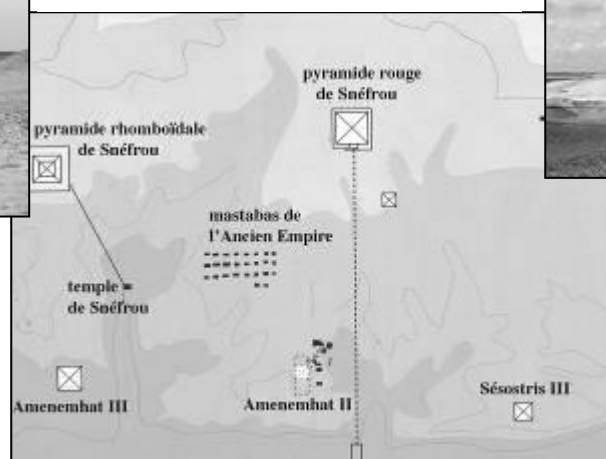 pyramide rouge
de Snéfrou
pyramide rhomboïdale
de Snéfrou
mastabas de
l'Ancien Empire
temple
de Snéfrou
Amenemhat III
Amenemhat II
Sésostris III